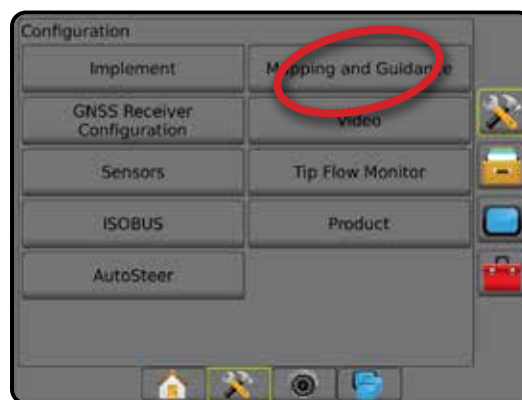 Configuration
Implement
Mapping and Guidance
GNSS Receiver
Configuration
Video
Sensors
Tip Flow Monitor
ISOBUS
Product
AutoSteer